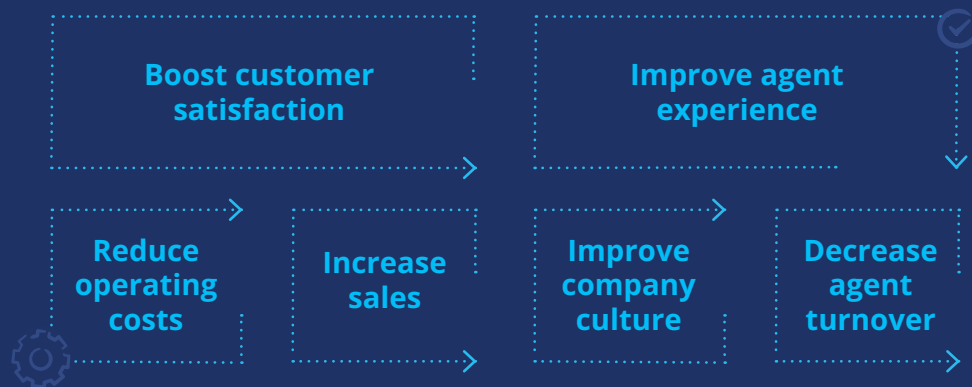 Boost customer
satisfaction
Improve agent
experience
Reduce
operating
costs
Increase
sales
Improve
company
culture
Decrease
agent
turnover